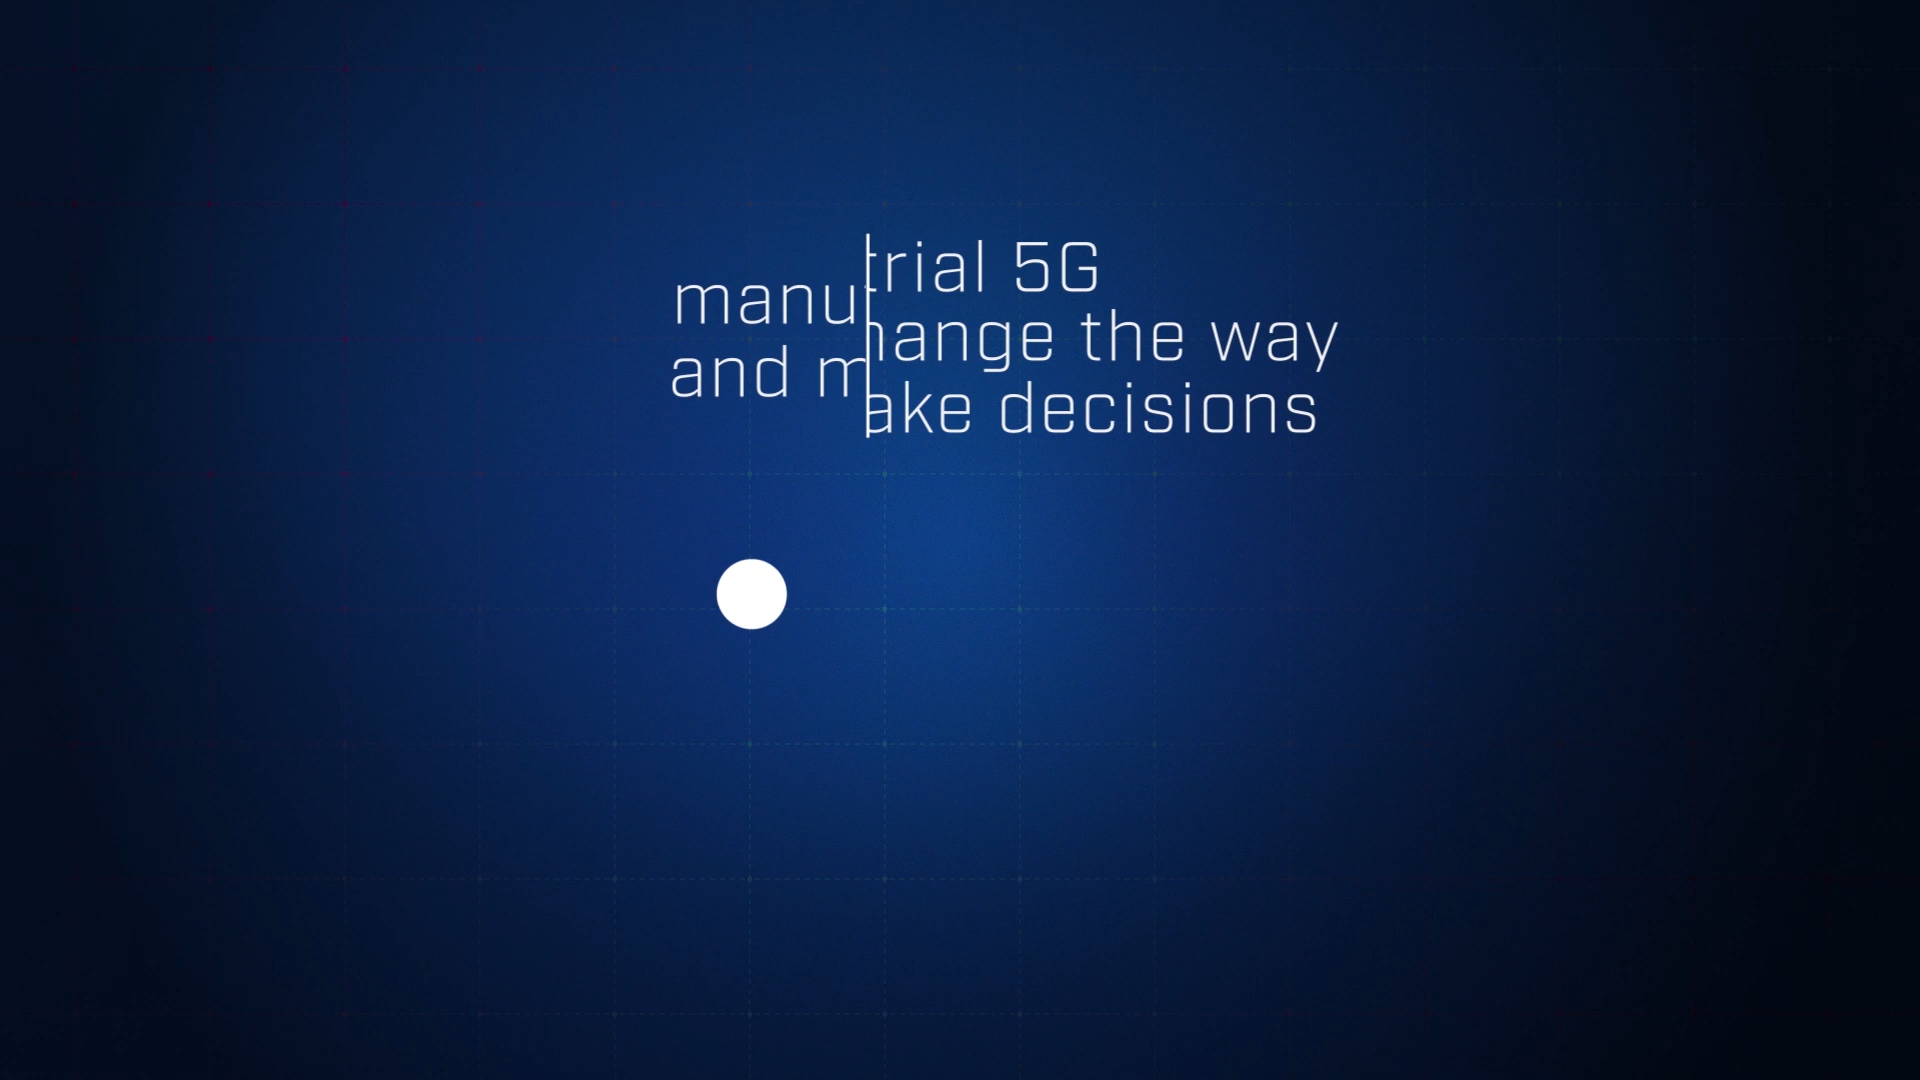 manu
and m
trial 5G
hange the way
ake decisions